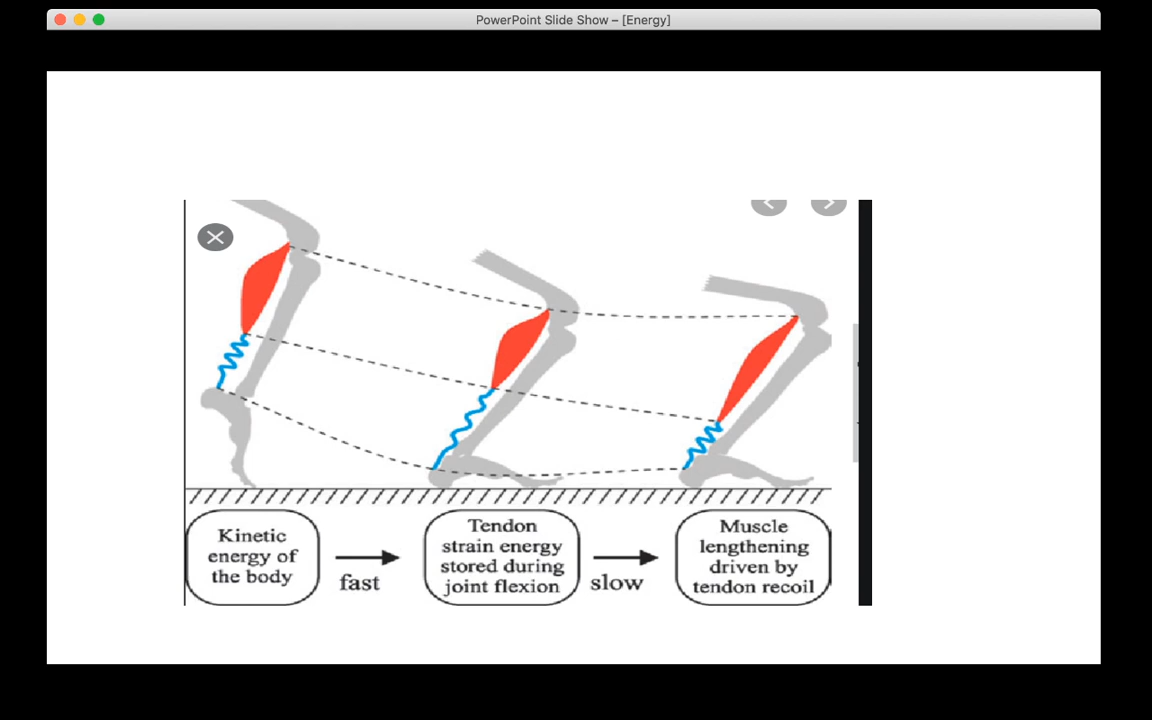 PowerPoint Slide Show – [Energy]
Kinetic
energy of
the body
fast
Tendon
strain energy
stored during
joint flexion
slow
Muscle
lengthening
driven by
tendon recoil